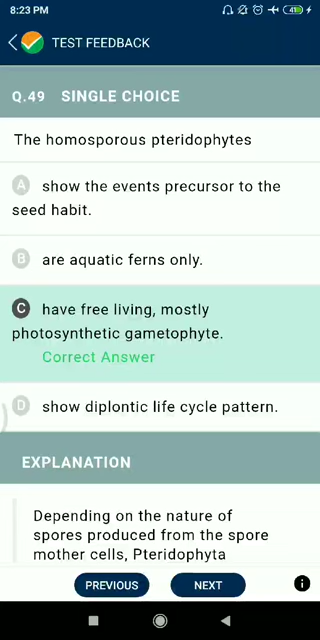 8:23 PM
41
TEST FEEDBACK
Q.49 SINGLE CHOICE
The homosporous pteridophytes
A show the events precursor to the
seed habit.
B are aquatic ferns only.
C have free living, mostly
photosynthetic gametophyte.
Correct Answer
D show diplontic life cycle pattern.
EXPLANATION
Depending on the nature of
spores produced from the spore
mother cells, Pteridophyta
PREVIOUS NEXT